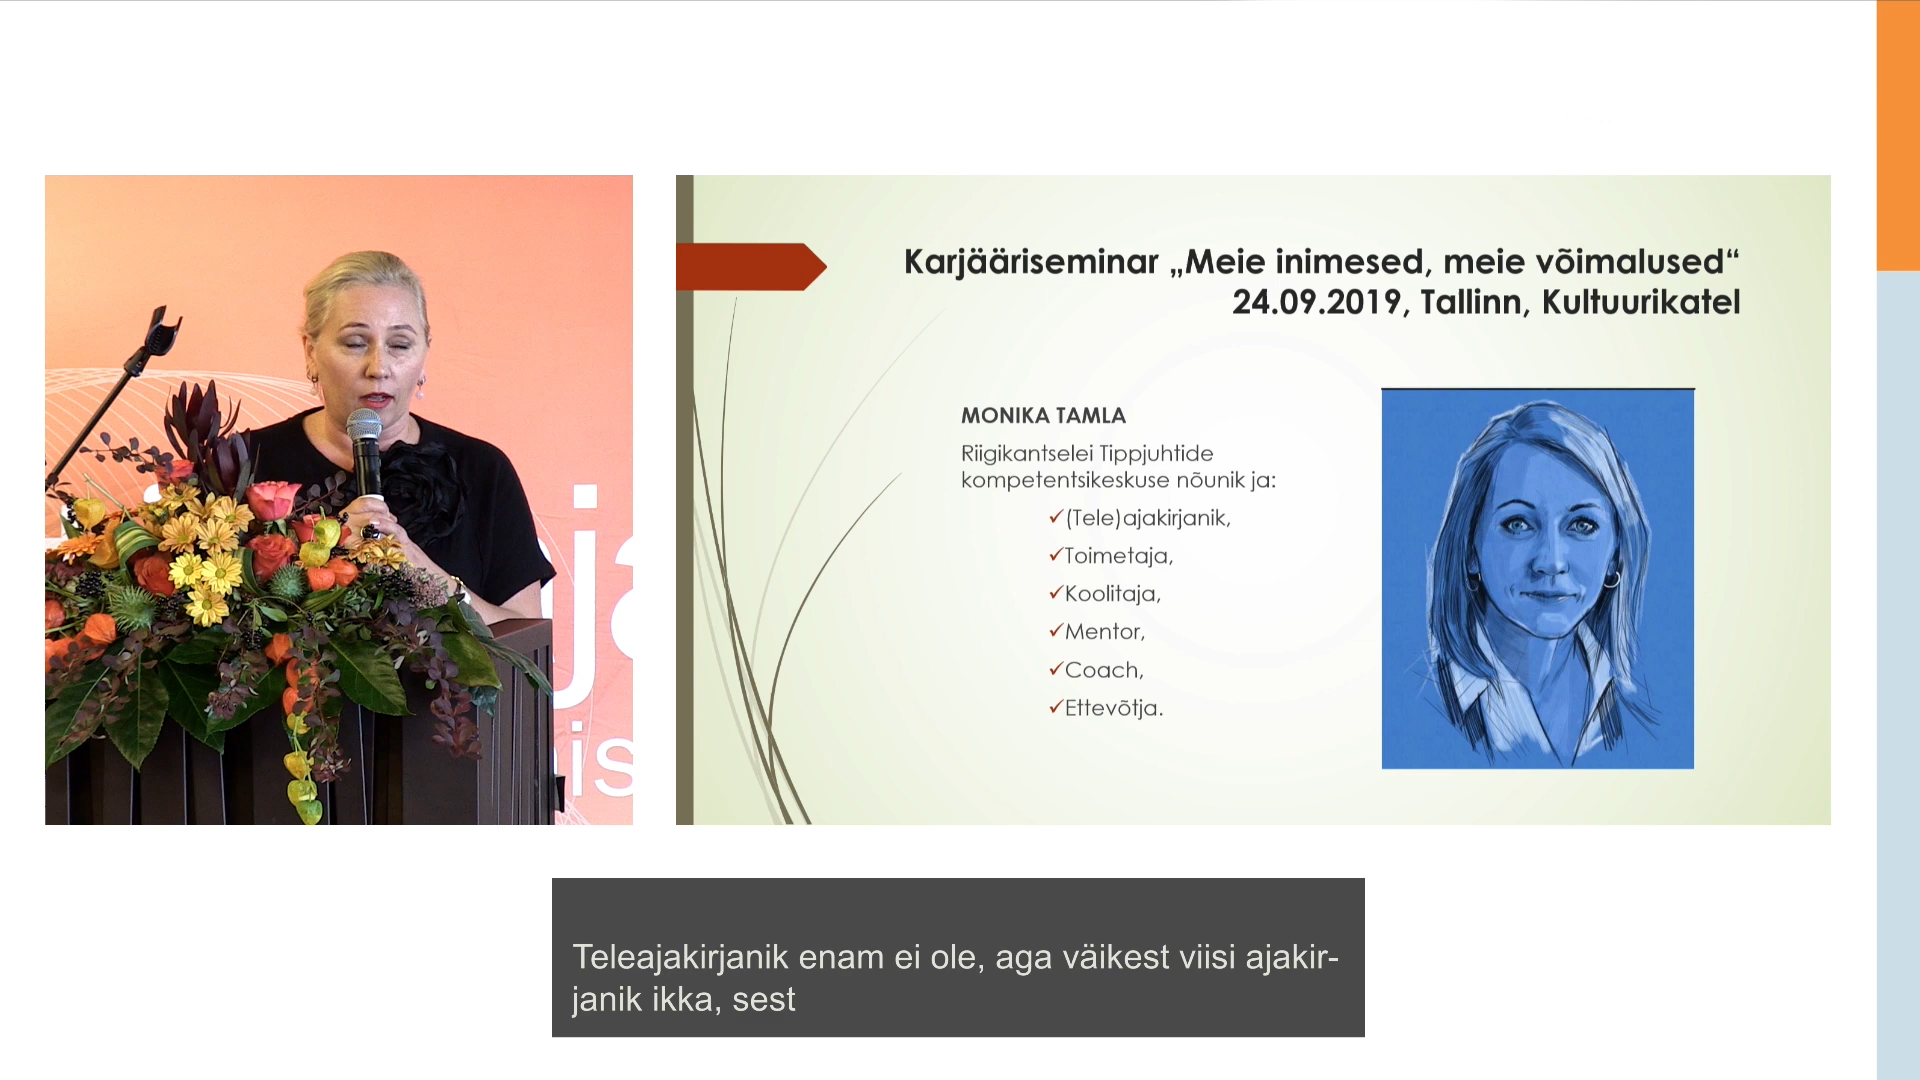 Karjääriseminar „Meie inimesed, meie võimalused“
24.09.2019, Tallinn, Kultuurikatel
MONIKA TAMLA
Riigikantselei Tippjuhtide
kompetentsikeskuse nõunik ja:
✓(Tele)ajakirjanik,
✓Toimetaja,
✓Koolitaja,
✓Mentor,
✓Coach,
✓Ettevõtja.
Teleajakirjanik enam ei ole, aga väikest viisi ajakir-
janik ikka, sest